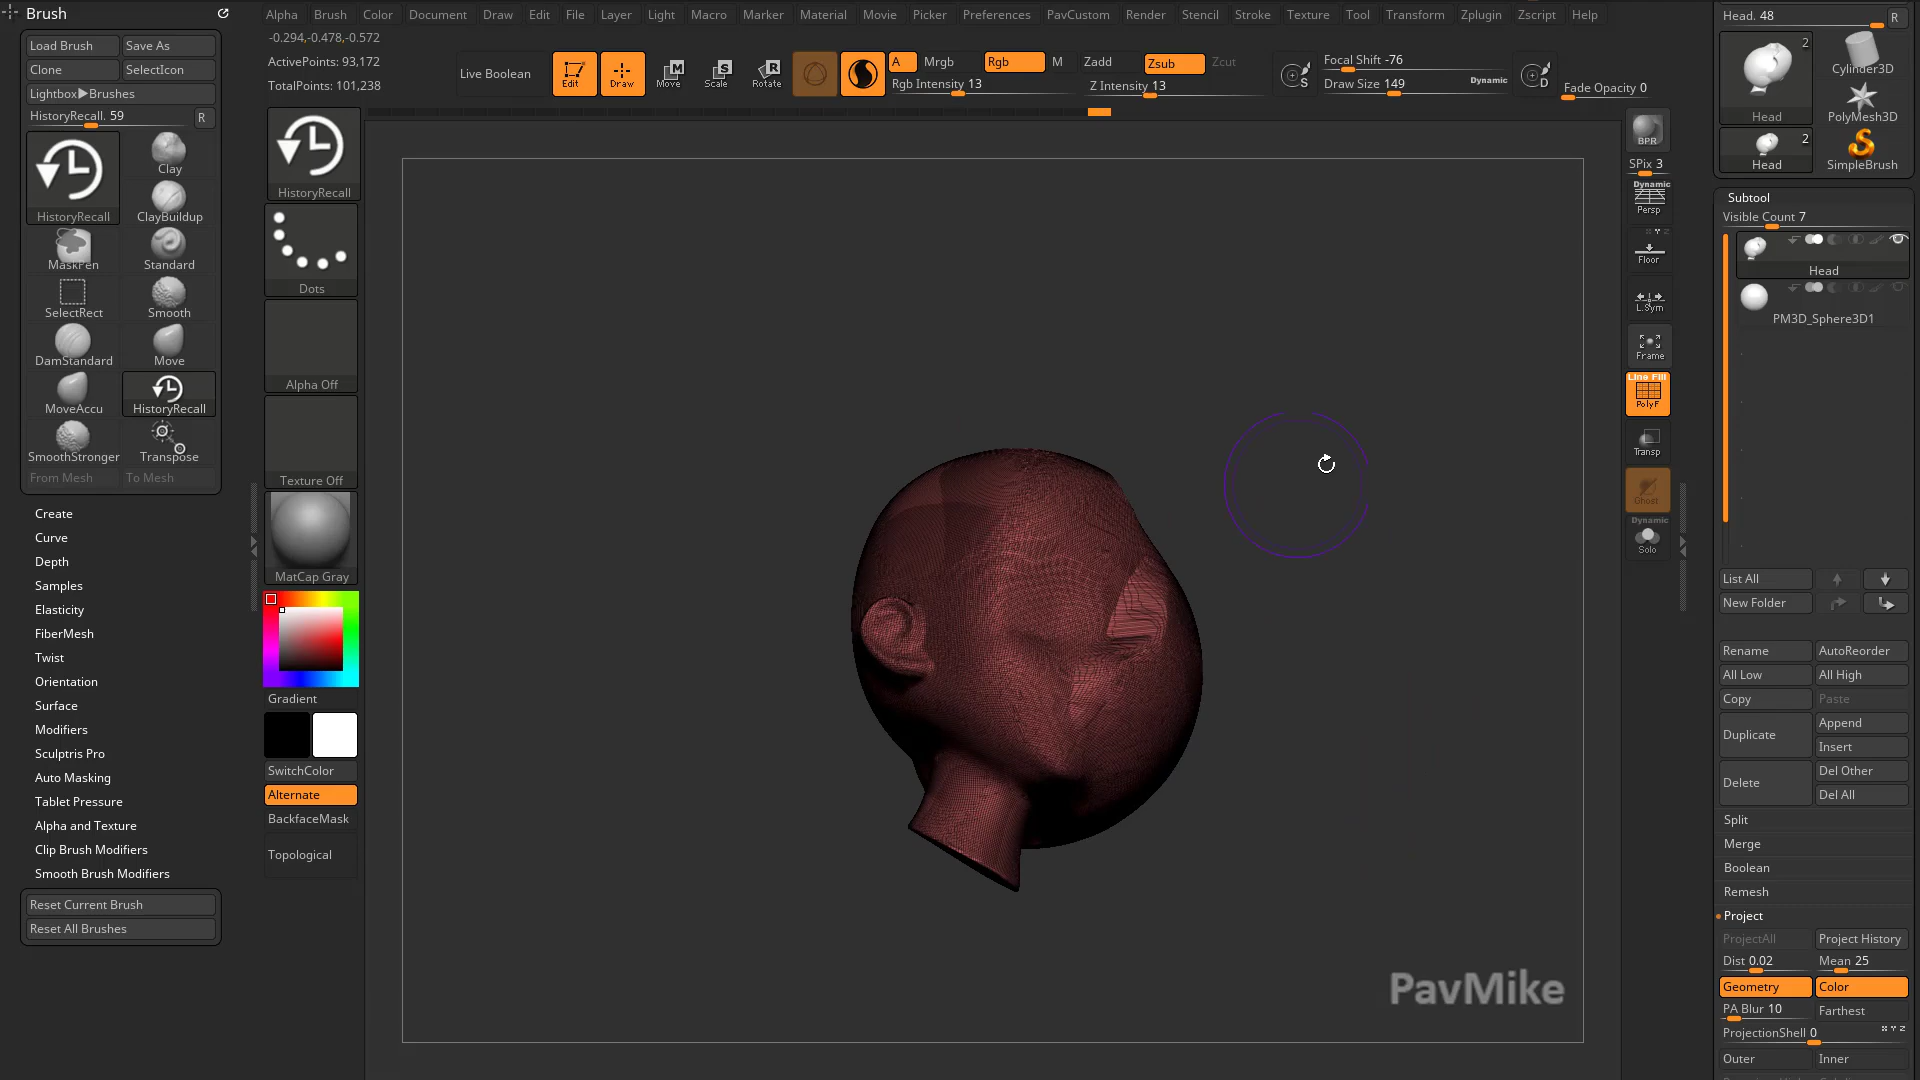 Brush
Alpha Brush Color Document Draw Edit File Layer Light Macro Marker Material Movie Picker Preferences PavCustom Render Stencil Stroke Texture Tool Transform Zplugin Zscript Help
Head. 48 R
-0.294,-0.478,-0.572
ActivePoints: 93,172
TotalPoints: 101,238
Live Boolean
Edit
Draw
Move
Scale
Rotate
A Mrgb Rgb M Zadd Zsub Zcut
Rgb Intensity 13
Z Intensity 13
Focal Shift -76
Draw Size 149
Dynamic
Fade Opacity 0
S
D
Load Brush Save As
Clone SelectIcon
Lightbox▶Brushes
HistoryRecall. 59 R
HistoryRecall
Clay
ClayBuildup
MaskPen
Standard
SelectRect
Smooth
DamStandard
Move
MoveAccu
HistoryRecall
SmoothStronger
Transpose
From Mesh To Mesh
Create
Curve
Depth
Samples
Elasticity
FiberMesh
Twist
Orientation
Surface
Modifiers
Sculptris Pro
Auto Masking
Tablet Pressure
Alpha and Texture
Clip Brush Modifiers
Smooth Brush Modifiers
Reset Current Brush
Reset All Brushes
HistoryRecall
Dots
Alpha Off
Texture Off
MatCap Gray
Gradient
SwitchColor
Alternate
BackfaceMask
Topological
PavMike
BPR
SPix 3
Dynamic
Persp
Floor
L.Sym
Frame
Line Fill
PolyF
Transp
Ghost
Dynamic
Solo
2
Head
Cylinder3D
PolyMesh3D
2
Head
SimpleBrush
Subtool
Visible Count 7
Head
PM3D_Sphere3D1
List All
New Folder
Rename AutoReorder
All Low All High
Copy Paste
Duplicate
Append
Insert
Delete
Del Other
Del All
Split
Merge
Boolean
Remesh
Project
ProjectAll Project History
Dist 0.02 Mean 25
Geometry Color
PA Blur 10 Farthest
ProjectionShell 0
Outer Inner